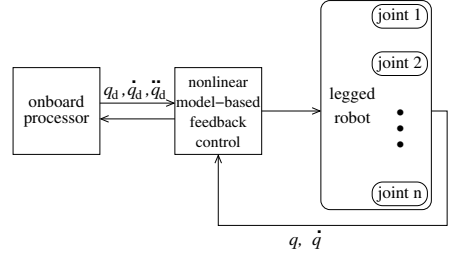 onboard
processor
q_d, q̇_d, q̈_d
nonlinear
model-based
feedback
control
legged
robot
joint 1
joint 2
joint n
q, q̇